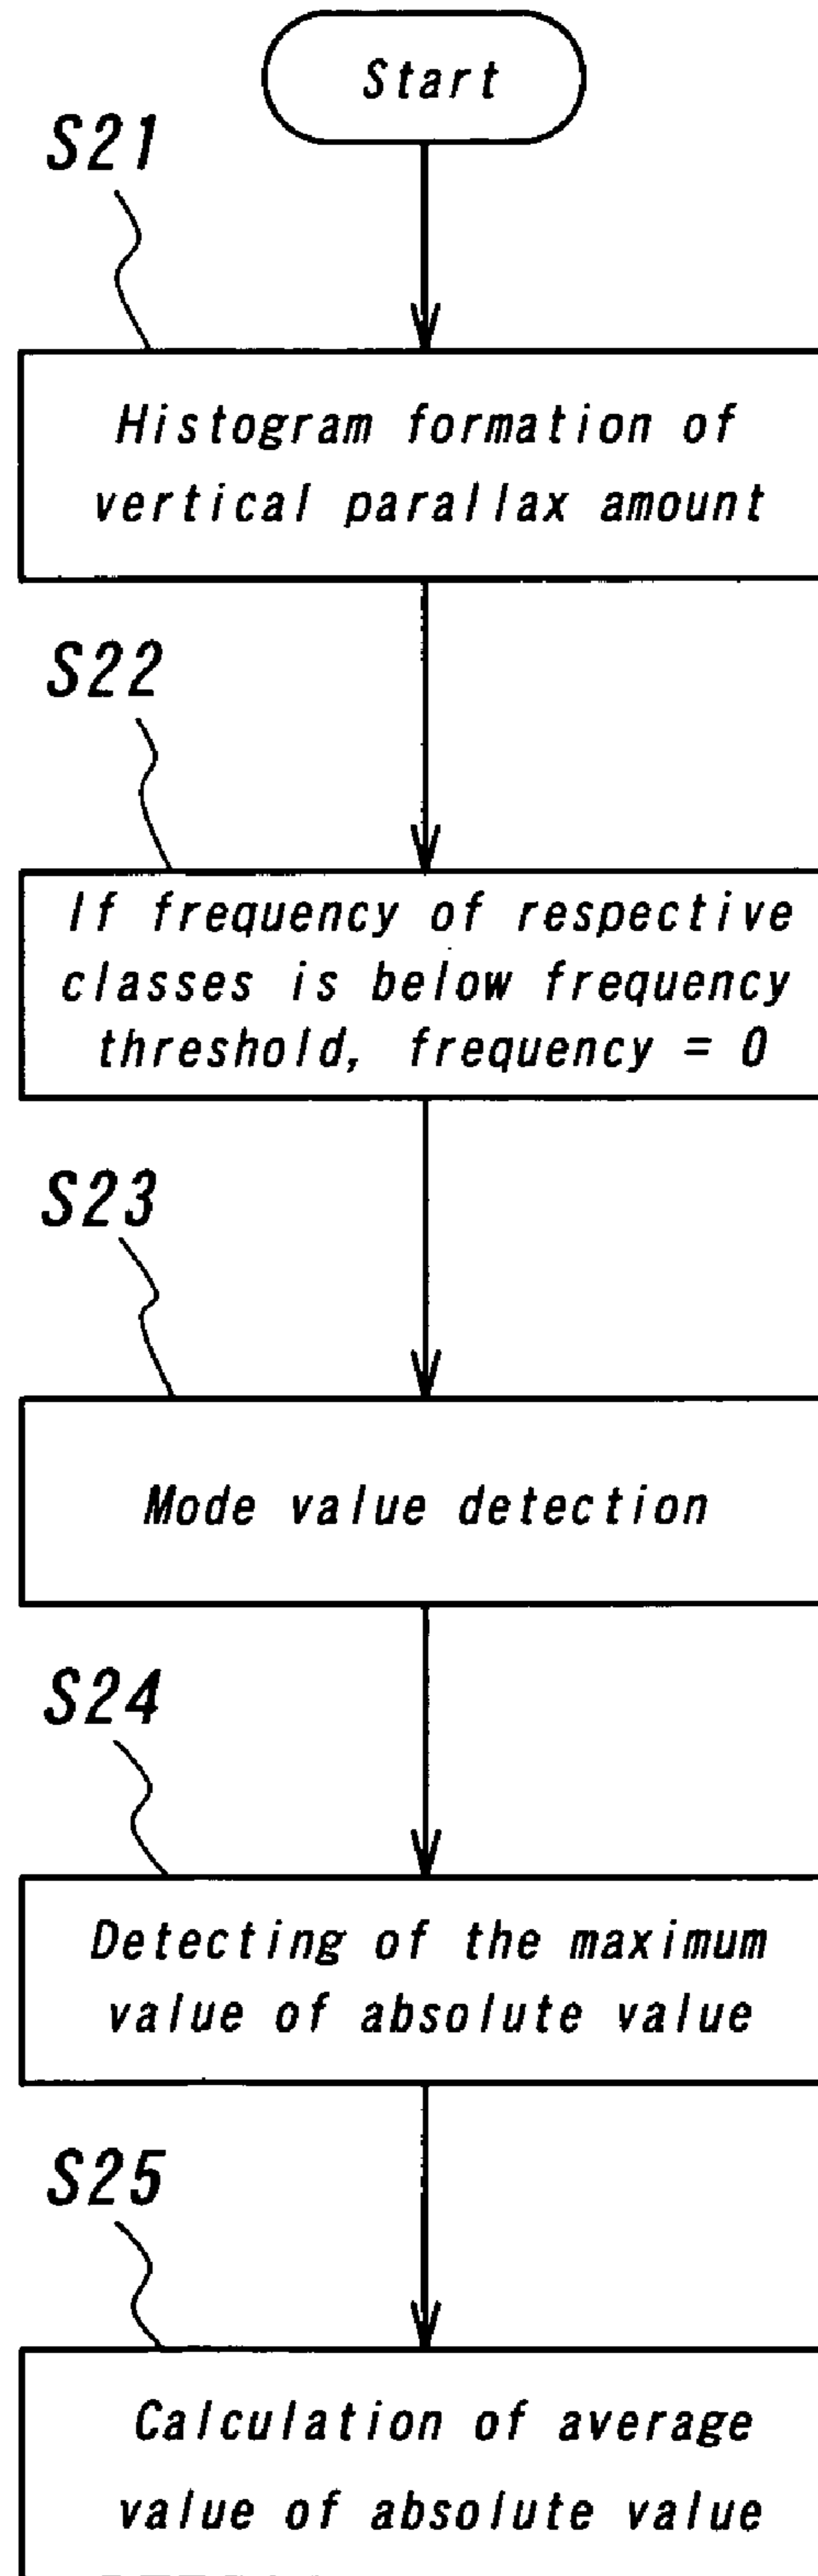 Start
S21
Histogram formation of
vertical parallax amount
S22
If frequency of respective
classes is below frequency
threshold, frequency = 0
S23
Mode value detection
S24
Detecting of the maximum
value of absolute value
S25
Calculation of average
value of absolute value